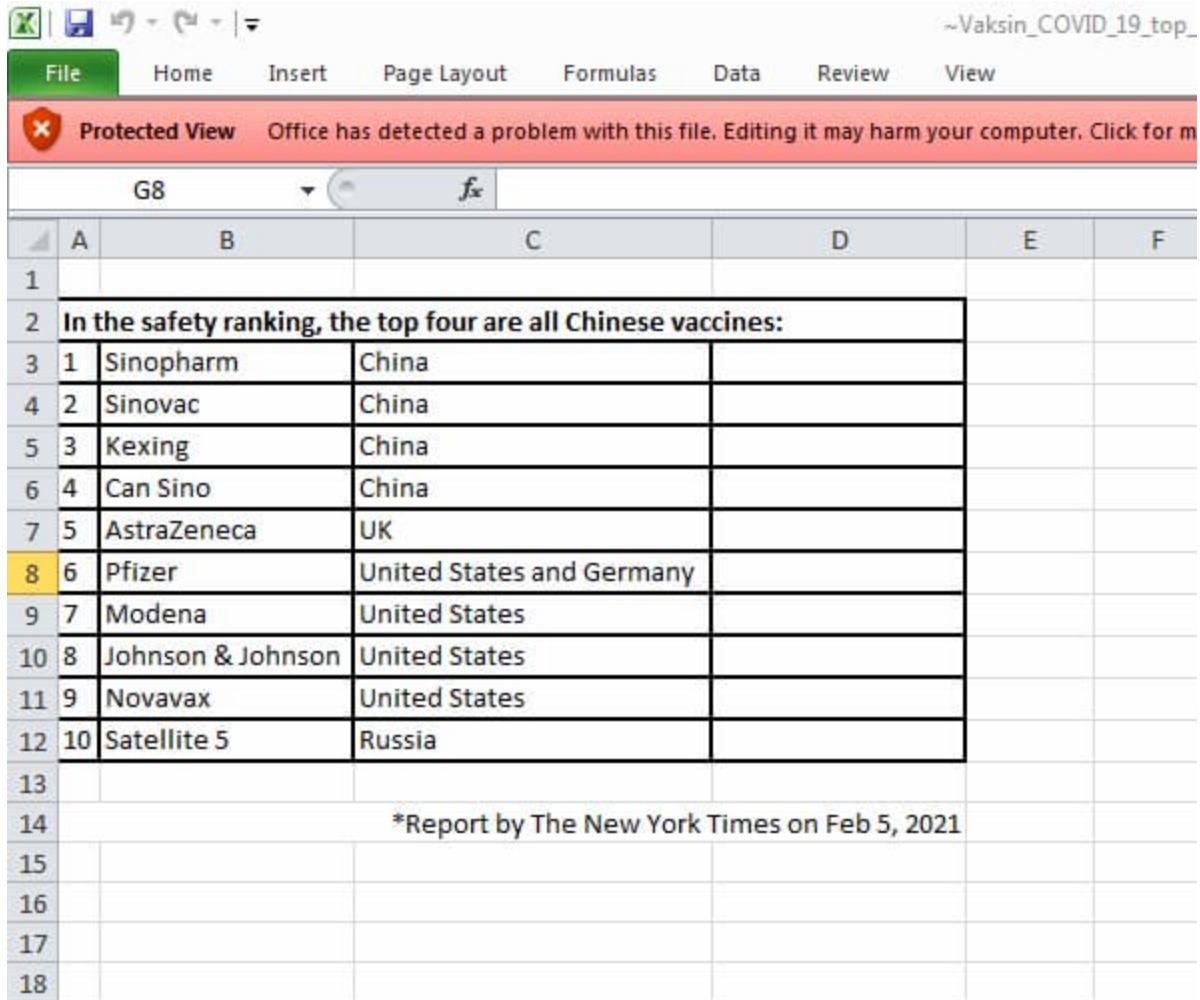 ~Vaksin_COVID_19_top_
File Home Insert Page Layout Formulas Data Review View
Protected View Office has detected a problem with this file. Editing it may harm your computer. Click for m
G8 fx
A B C D E F
1
2 In the safety ranking, the top four are all Chinese vaccines:
3 1 Sinopharm China
4 2 Sinovac China
5 3 Kexing China
6 4 Can Sino China
7 5 AstraZeneca UK
8 6 Pfizer United States and Germany
9 7 Modena United States
10 8 Johnson & Johnson United States
11 9 Novavax United States
12 10 Satellite 5 Russia
13
14 *Report by The New York Times on Feb 5, 2021
15
16
17
18